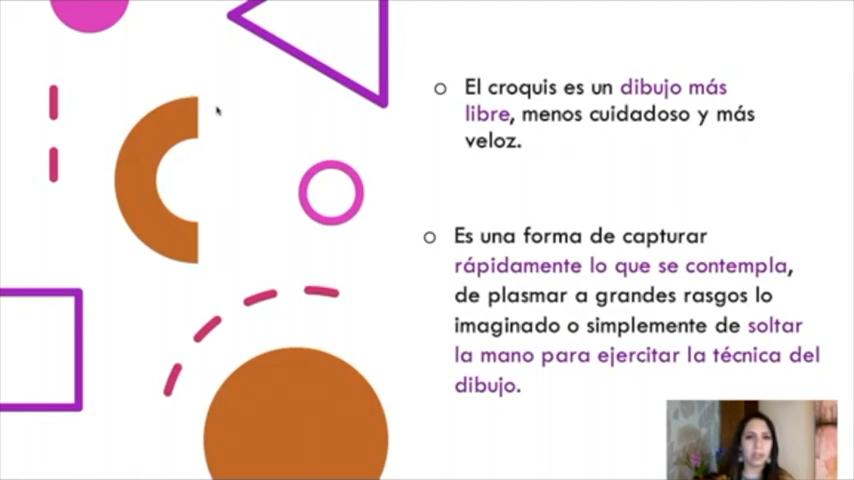 El croquis es un dibujo más
libre, menos cuidadoso y más
veloz.
Es una forma de capturar
rápidamente lo que se contempla,
de plasmar a grandes rasgos lo
imaginado o simplemente de soltar
la mano para ejercitar la técnica del
dibujo.